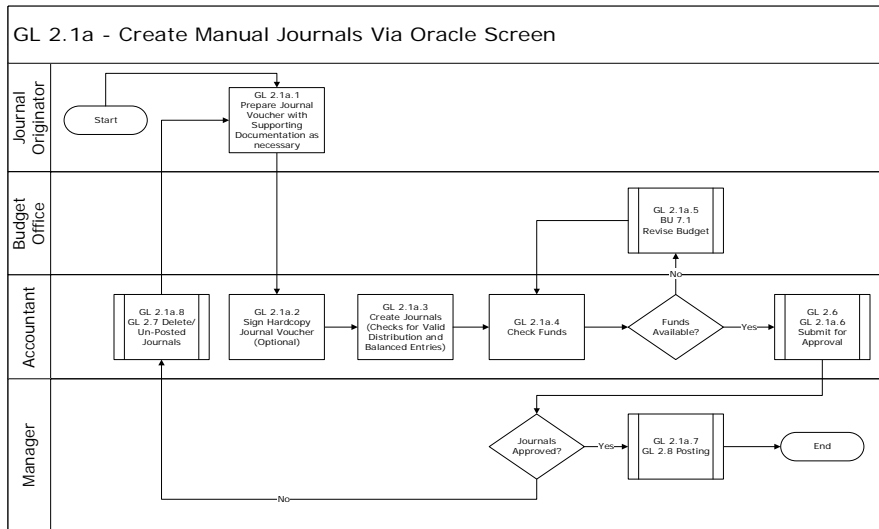 GL 2.1a - Create Manual Journals Via Oracle Screen
Journal
Originator
Start
GL 2.1a.1
Prepare Journal
Voucher with
Supporting
Documentation as
necessary
Budget
Office
GL 2.1a.5
BU 7.1
Revise Budget
No
Accountant
GL 2.1a.8
GL 2.7 Delete/
Un-Posted
Journals
GL 2.1a.2
Sign Hardcopy
Journal Voucher
(Optional)
GL 2.1a.3
Create Journals
(Checks for Valid
Distribution and
Balanced Entries)
GL 2.1a.4
Check Funds
Funds
Available?
Yes
GL 2.6
GL 2.1a.6
Submit for
Approval
Manager
Journals
Approved?
Yes
GL 2.1a.7
GL 2.8 Posting
End
No